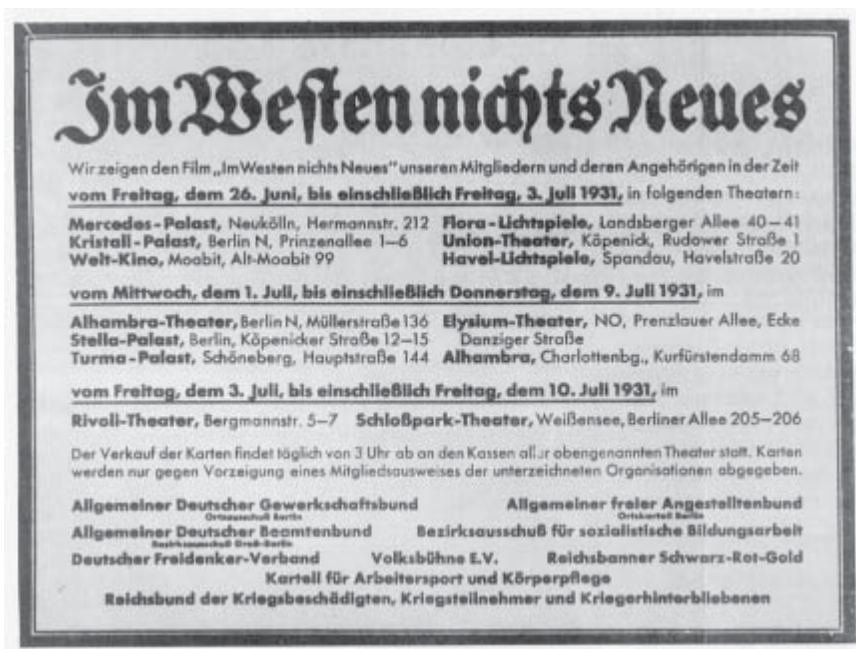 Im Westen nichts Neues
Wir zeigen den Film „Im Westen nichts Neues" unseren Mitgliedern und deren Angehörigen in der Zeit
vom Freitag, dem 26. Juni, bis einschließlich Freitag, 3. Juli 1931, in folgenden Theatern:
Mercedes-Palast, Neukölln, Hermannstr. 212
Kristall-Palast, Berlin N, Prinzenallee 1–6
Welt-Kino, Moabit, Alt-Moabit 99
Flora-Lichtspiele, Landsberger Allee 40–41
Union-Theater, Köpenick, Rudower Straße 1
Havel-Lichtspiele, Spandau, Havelstraße 20
vom Mittwoch, dem 1. Juli, bis einschließlich Donnerstag, dem 9. Juli 1931, im
Alhambra-Theater, Berlin N, Müllerstraße 136
Stella-Palast, Berlin, Köpenicker Straße 12–15
Turma-Palast, Schöneberg, Hauptstraße 144
Elysium-Theater, NO, Prenzlauer Allee, Ecke
Danziger Straße
Alhambra, Charlottenbg., Kurfürstendamm 68
vom Freitag, dem 3. Juli, bis einschließlich Freitag, dem 10. Juli 1931, im
Rivoli-Theater, Bergmannstr. 5–7 Schloßpark-Theater, Weißensee, Berliner Allee 205–206
Der Verkauf der Karten findet täglich von 3 Uhr ab an den Kassen aller obengenannten Theater statt. Karten
werden nur gegen Vorzeigung eines Mitgliedsausweises der unterzeichneten Organisationen abgegeben.
Allgemeiner Deutscher Gewerkschaftsbund
Ortsausschuß Berlin
Allgemeiner freier Angestelltenbund
Ortskartell Berlin
Allgemeiner Deutscher Beamtenbund
Bezirksausschuß Groß-Berlin
Bezirksausschuß für sozialistische Bildungsarbeit
Deutscher Freidenker-Verband Volksbühne E.V. Reichsbanner Schwarz-Rot-Gold
Kartell für Arbeitersport und Körperpflege
Reichsbund der Kriegsbeschädigten, Kriegsteilnehmer und Kriegerhinterbliebenen